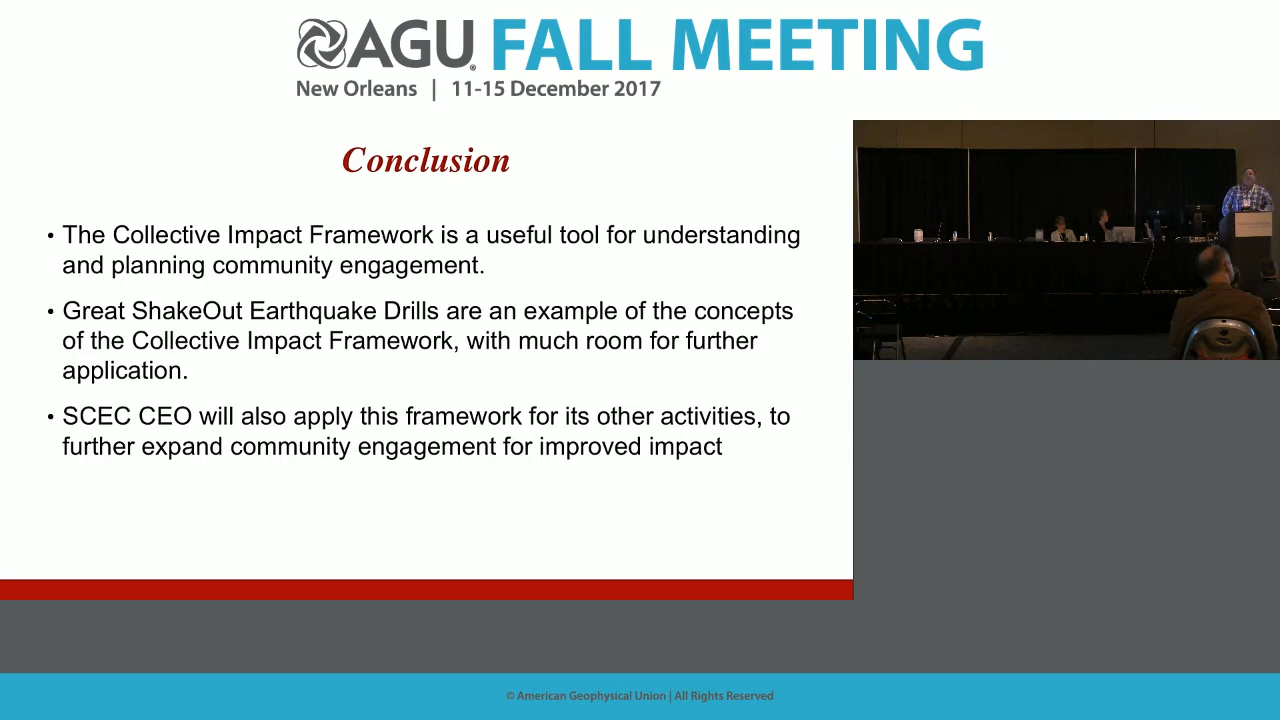 AGU FALL MEETING
New Orleans | 11-15 December 2017
Conclusion
• The Collective Impact Framework is a useful tool for understanding
and planning community engagement.
• Great ShakeOut Earthquake Drills are an example of the concepts
of the Collective Impact Framework, with much room for further
application.
• SCEC CEO will also apply this framework for its other activities, to
further expand community engagement for improved impact
© American Geophysical Union | All Rights Reserved